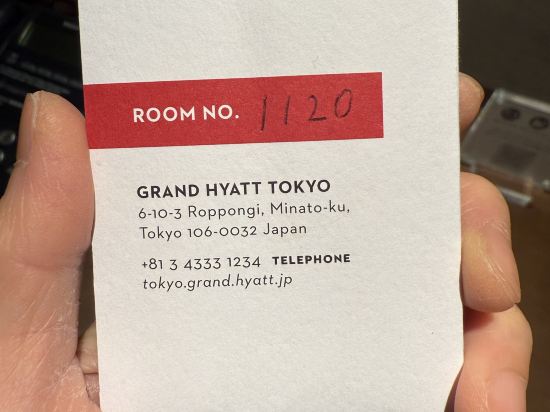 ROOM NO. 1120
GRAND HYATT TOKYO
6-10-3 Roppongi, Minato-ku,
Tokyo 106-0032 Japan
+81 3 4333 1234 TELEPHONE
tokyo.grand.hyatt.jp